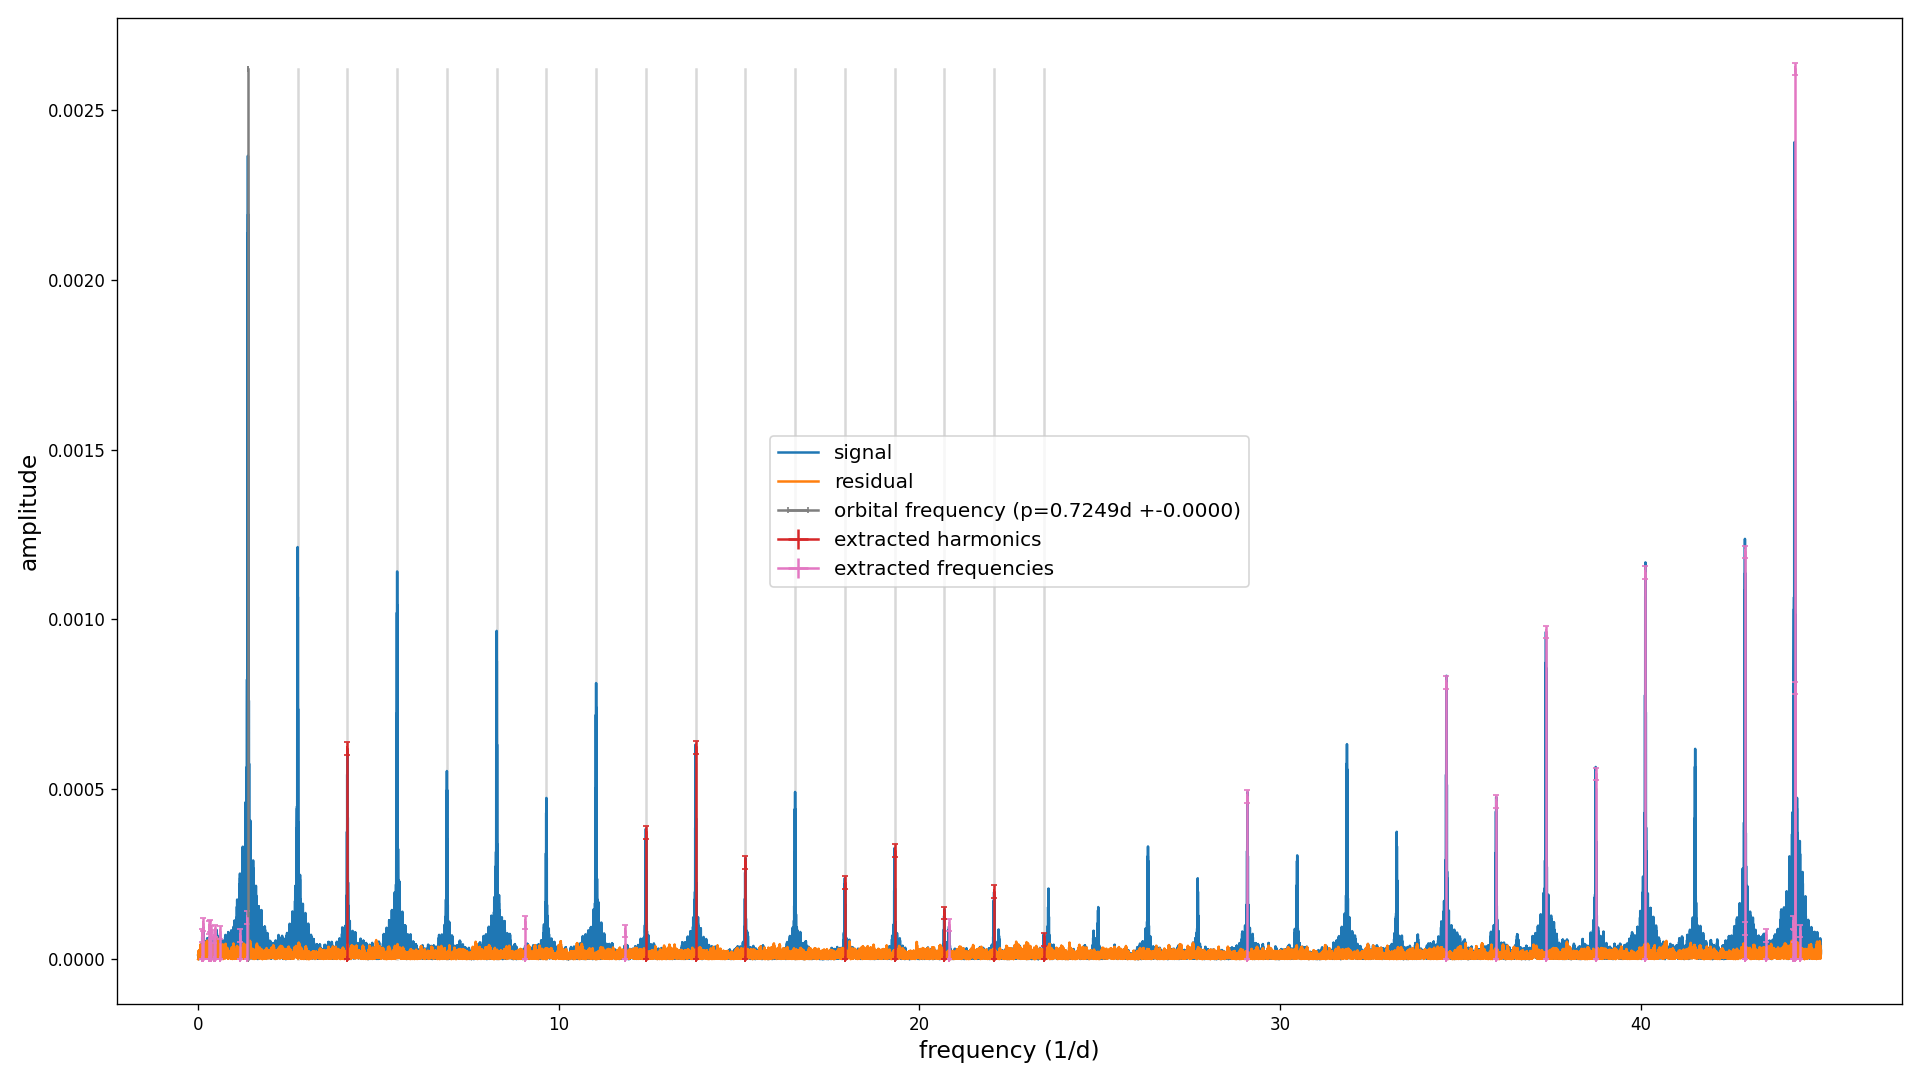 0.0025
0.0020
0.0015
0.0010
0.0005
0.0000
amplitude
signal
residual
orbital frequency (p=0.7249d +-0.0000)
extracted harmonics
extracted frequencies
0 10 20 30 40
frequency (1/d)